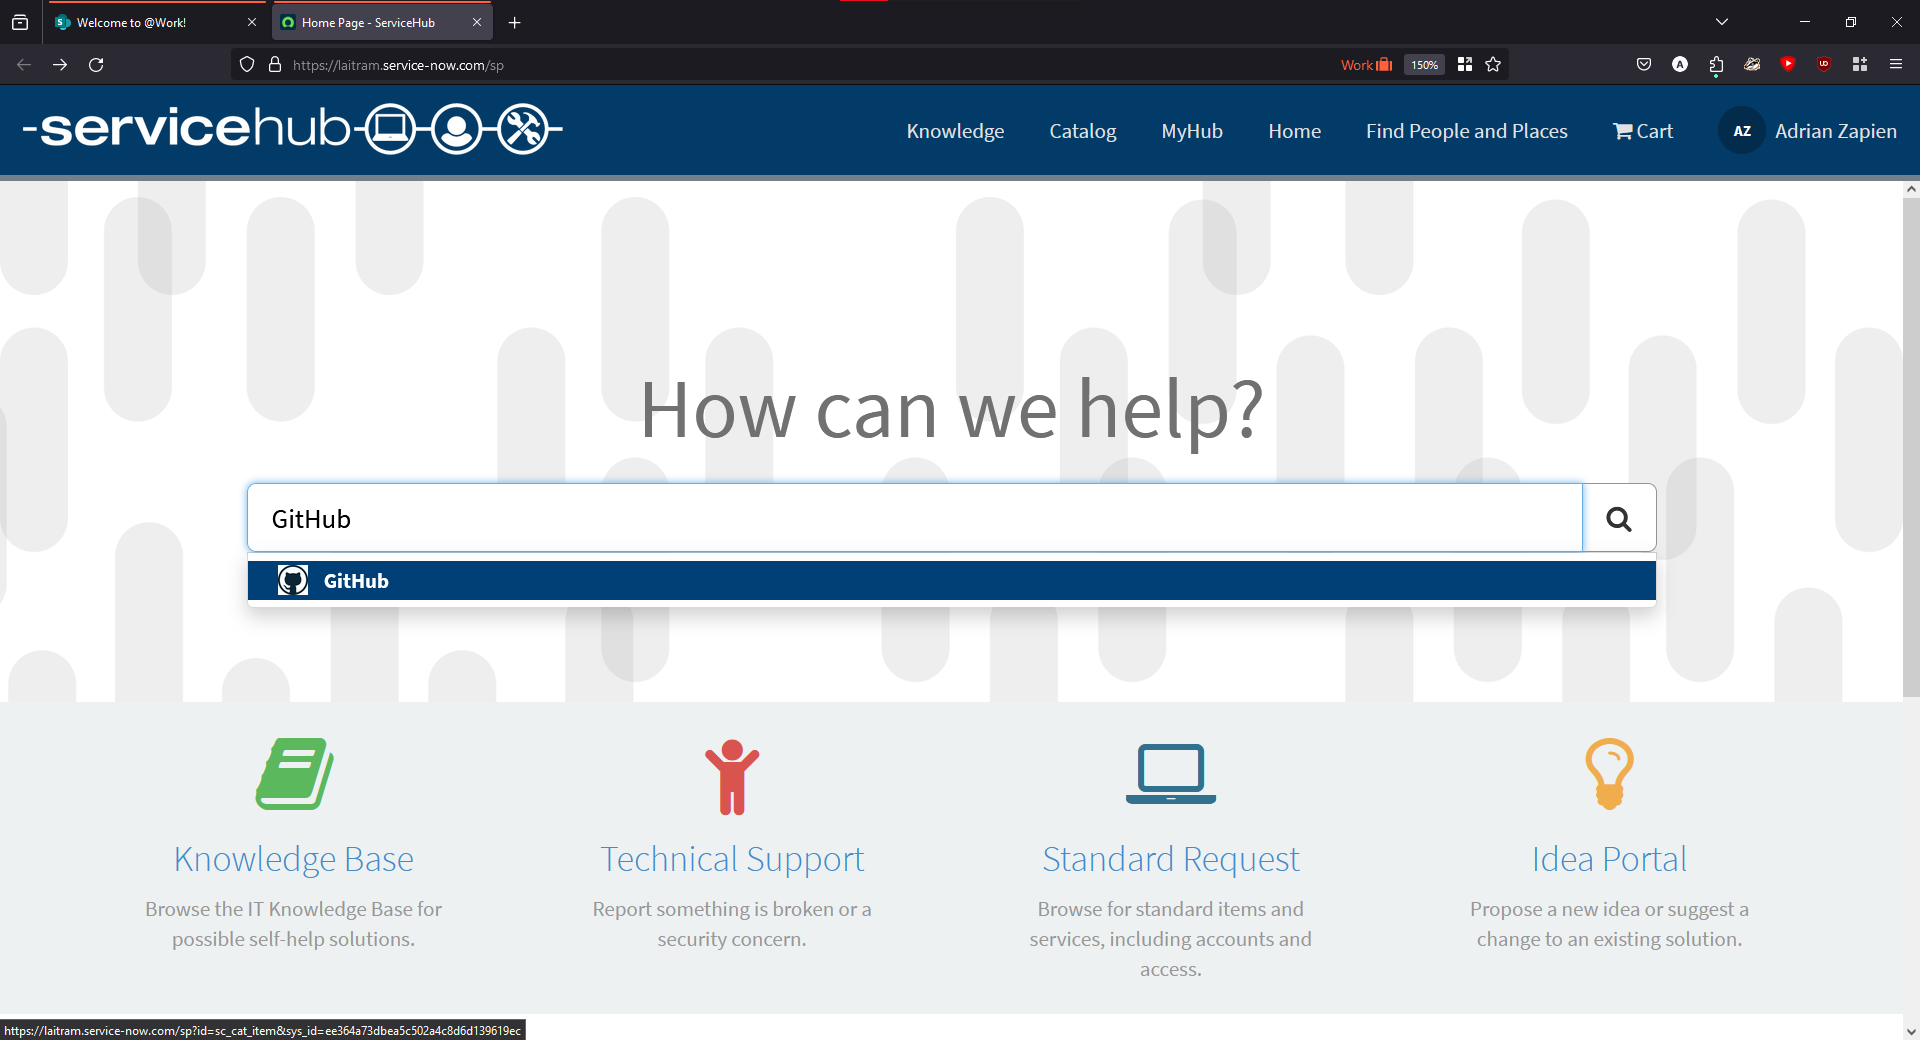 Welcome to @Work!
Home Page - ServiceHub
https://laitram.service-now.com/sp
Work
150%
servicehub
Knowledge
Catalog
MyHub
Home
Find People and Places
Cart
AZ
Adrian Zapien
How can we help?
GitHub
GitHub
Knowledge Base
Browse the IT Knowledge Base for
possible self-help solutions.
Technical Support
Report something is broken or a
security concern.
Standard Request
Browse for standard items and
services, including accounts and
access.
Idea Portal
Propose a new idea or suggest a
change to an existing solution.
https://laitram.service-now.com/sp?id=sc_cat_item&sys_id=ee364a73dbea5c502a4c8d6d139619ec